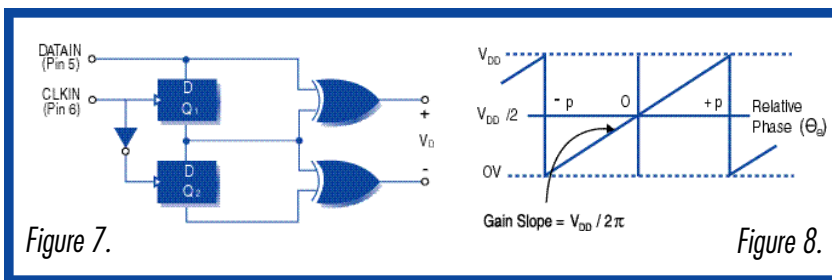 DATAIN
(Pin 5)
CLKIN
(Pin 6)
D
Q1
D
Q2
+
VD
-
Figure 7.
VDD
VDD /2
OV
- p
O
+ p
Relative
Phase (Θe)
Gain Slope = VDD / 2π
Figure 8.